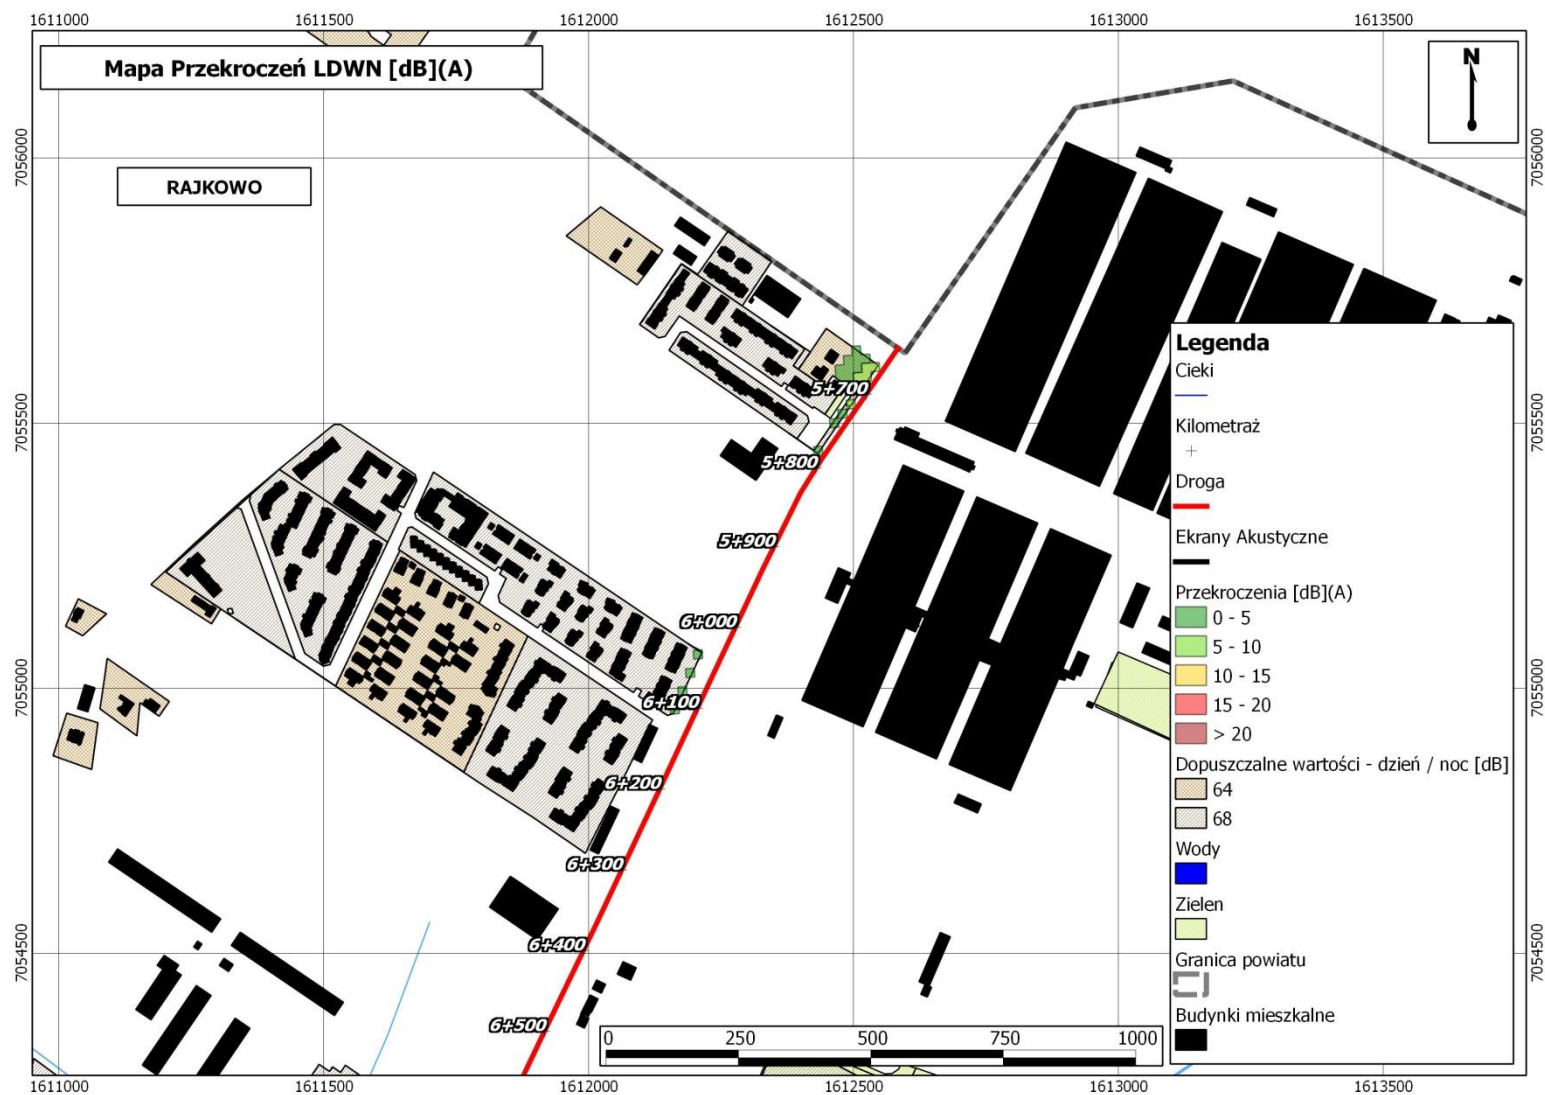 1611000 1611500 1612000 1612500 1613000 1613500
Mapa Przekroczeń LDWN [dB](A)
N
7056000 7056000
RAJKOWO
5+700
7055500 7055500
5+800
5+900
6+000
6+100
7055000 7055000
6+200
6+300
6+400
7054500 7054500
6+500
Legenda
Cieki
Kilometraż
Droga
Ekrany Akustyczne
Przekroczenia [dB](A)
0 - 5
5 - 10
10 - 15
15 - 20
> 20
Dopuszczalne wartości - dzień / noc [dB]
64
68
Wody
Zielen
Granica powiatu
Budynki mieszkalne
0 250 500 750 1000
1611000 1611500 1612000 1612500 1613000 1613500